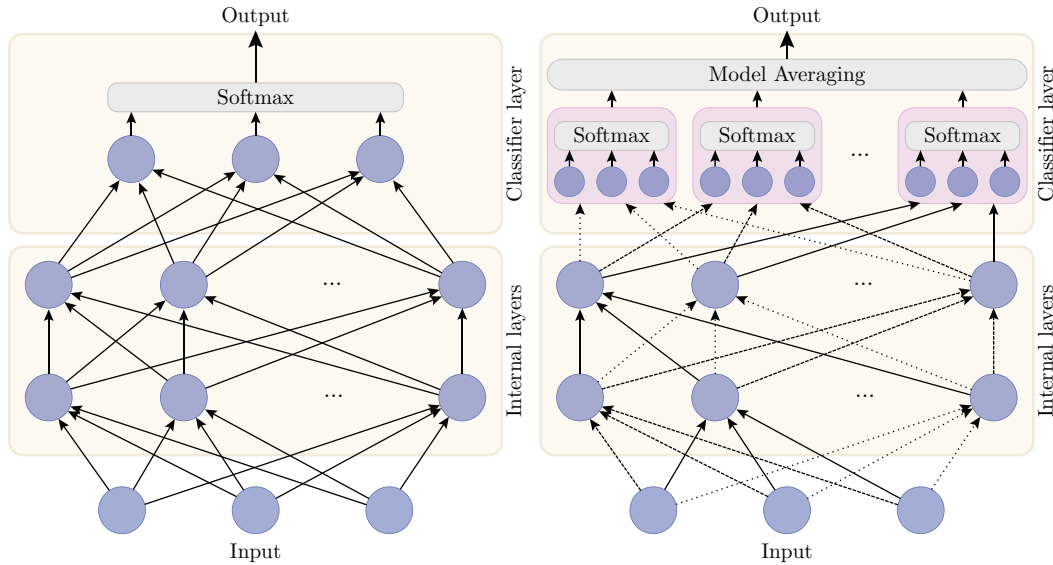 Output
Softmax
Classifier layer
...
Internal layers
...
Input
Output
Model Averaging
Softmax
Softmax
...
Softmax
Classifier layer
...
Internal layers
...
Input